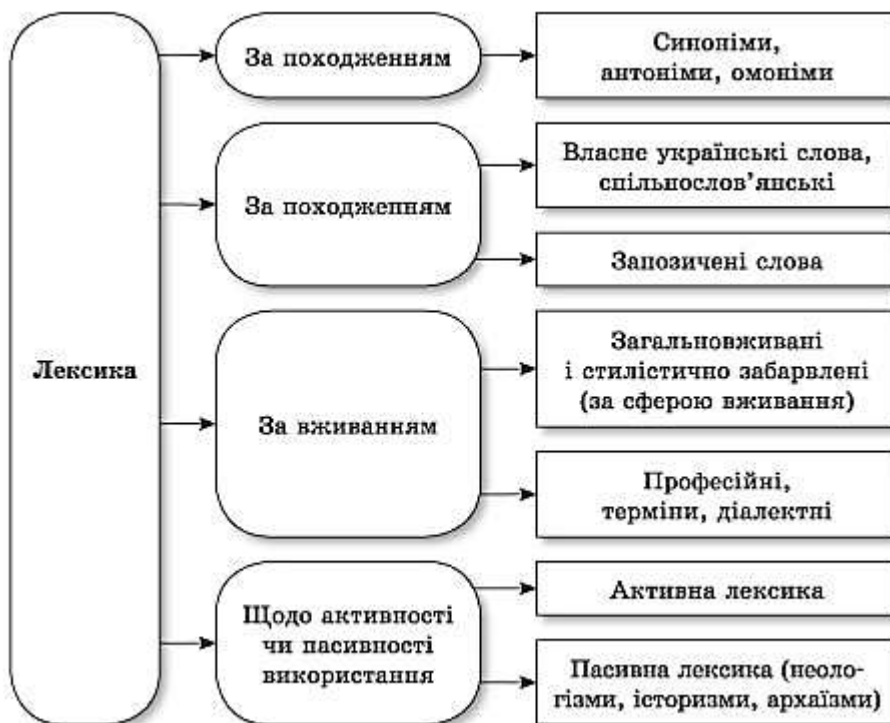 Лексика
За походженням
Синоніми,
антоніми, омоніми
За походженням
Власне українські слова,
спільнослов’янські
Запозичені слова
За вживанням
Загальновживані
і стилістично забарвлені
(за сферою вживання)
Професійні,
терміни, діалектні
Щодо активності
чи пасивності
використання
Активна лексика
Пасивна лексика (неоло-
гізми, історизми, архаїзми)